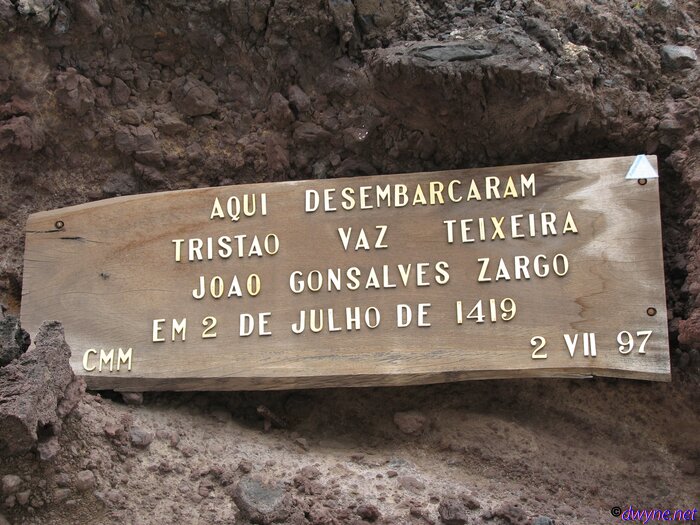 AQUI DESEMBARCARAM
TRISTAO VAZ TEIXEIRA
JOAO GONSALVES ZARGO
EM 2 DE JULHO DE 1419
CMM 2 VII 97
©dwyne.net